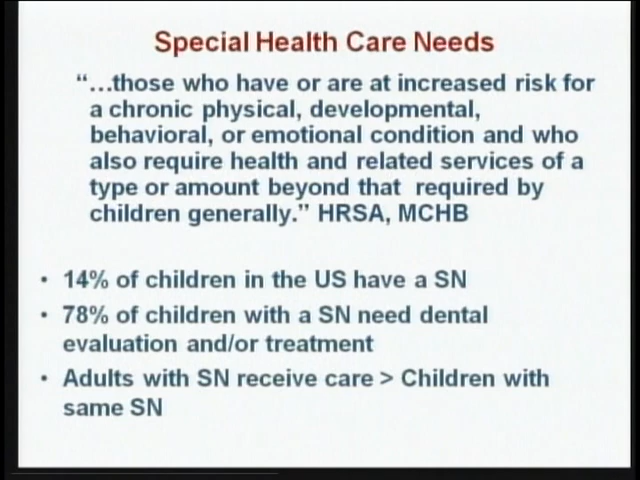 Special Health Care Needs
“…those who have or are at increased risk for
a chronic physical, developmental,
behavioral, or emotional condition and who
also require health and related services of a
type or amount beyond that required by
children generally.” HRSA, MCHB
• 14% of children in the US have a SN
• 78% of children with a SN need dental
evaluation and/or treatment
• Adults with SN receive care > Children with
same SN